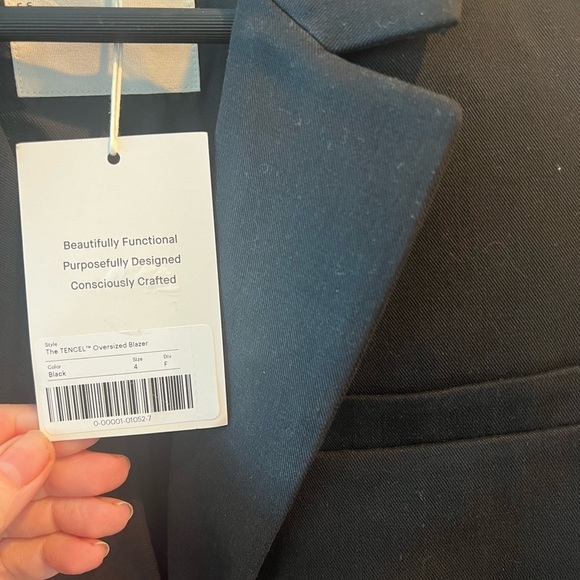 Beautifully Functional
Purposefully Designed
Consciously Crafted
Style
The TENCEL™ Oversized Blazer
Color Size Div.
Black 4 F
0-00001-01052-7